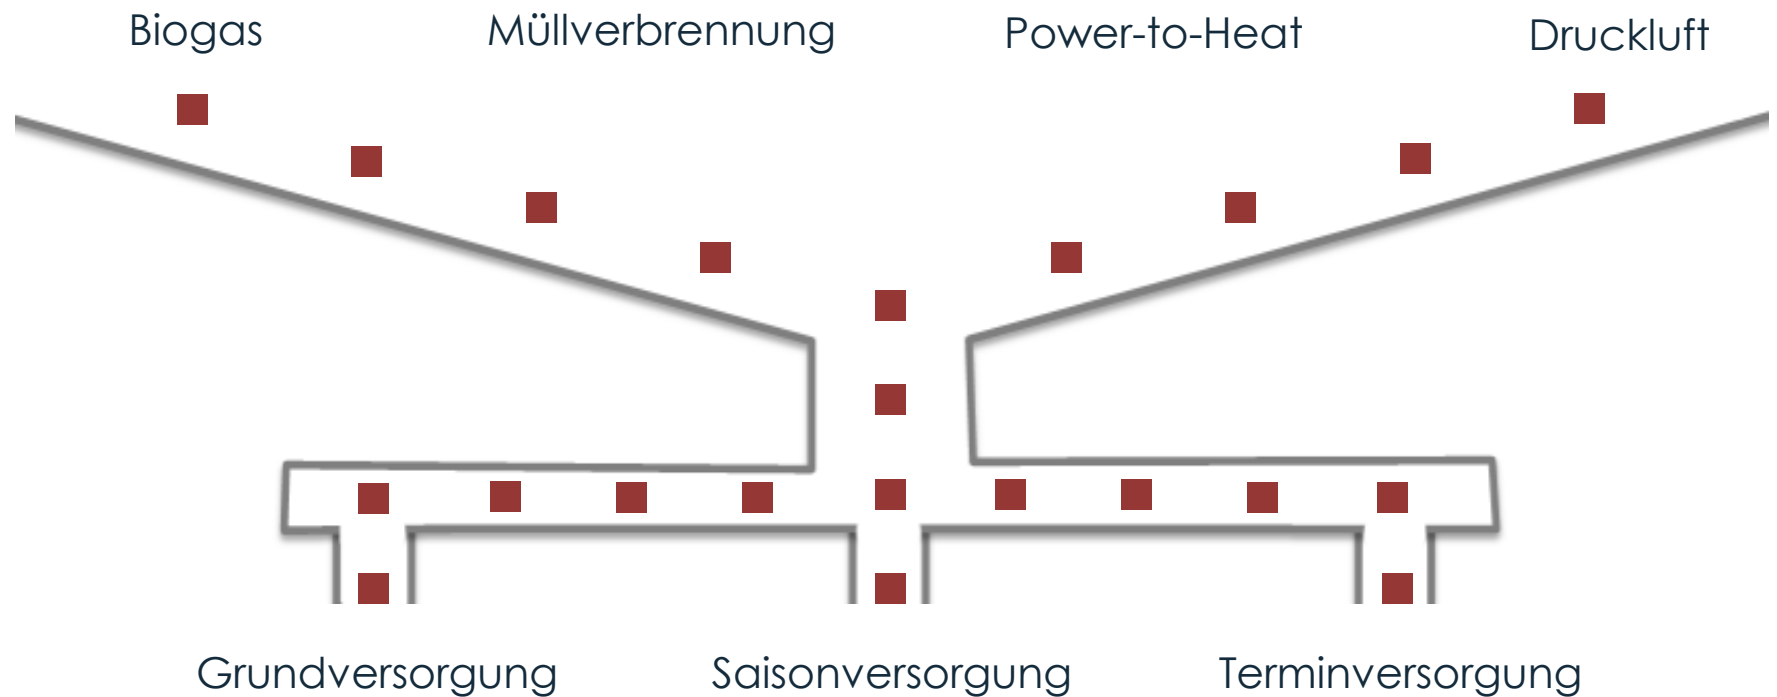 Biogas Müllverbrennung Power-to-Heat Druckluft
Grundversorgung Saisonversorgung Terminversorgung